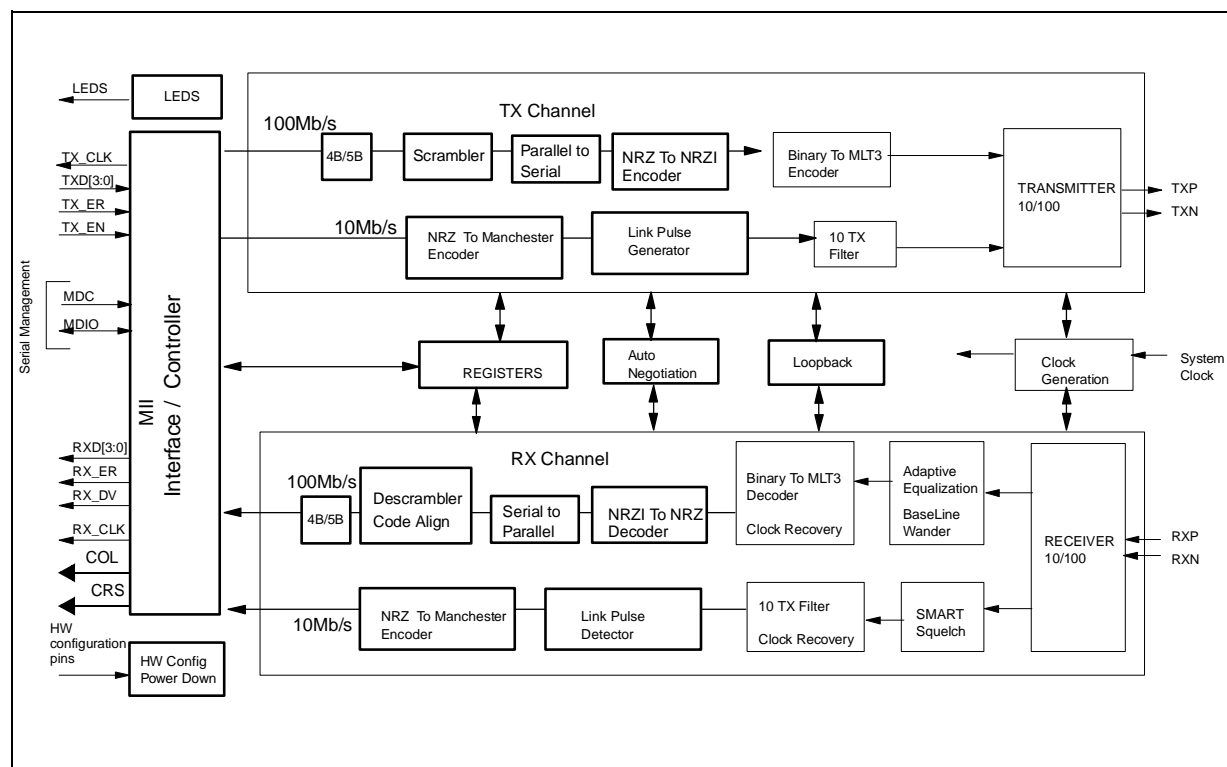 LEDS
LEDS
TX_CLK
TXD[3:0]
TX_ER
TX_EN
Serial Management
MDC
MDIO
MII
Interface / Controller
RXD[3:0]
RX_ER
RX_DV
RX_CLK
COL
CRS
HW
configuration
pins
HW Config
Power Down
TX Channel
100Mb/s
4B/5B
Scrambler
Parallel to
Serial
NRZ To NRZI
Encoder
Binary To MLT3
Encoder
TRANSMITTER
10/100
TXP
TXN
10Mb/s
NRZ To Manchester
Encoder
Link Pulse
Generator
10 TX
Filter
REGISTERS
Auto
Negotiation
Loopback
Clock
Generation
System
Clock
RX Channel
100Mb/s
4B/5B
Descrambler
Code Align
Serial to
Parallel
NRZI To NRZ
Decoder
Binary To MLT3
Decoder
Clock Recovery
Adaptive
Equalization
BaseLine
Wander
RECEIVER
10/100
RXP
RXN
10Mb/s
NRZ To Manchester
Encoder
Link Pulse
Detector
10 TX Filter
Clock Recovery
SMART
Squelch